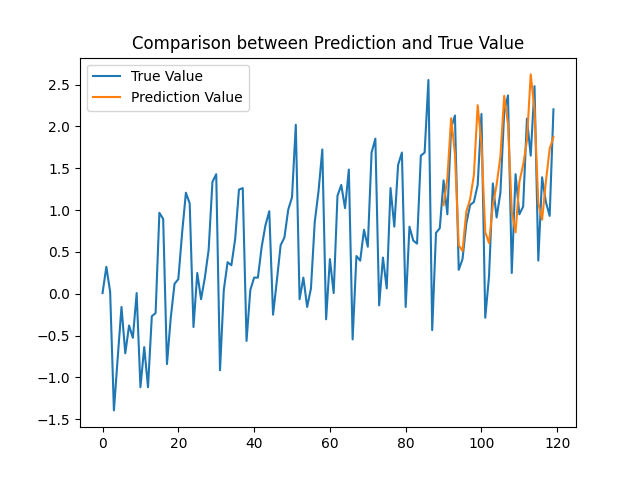 Comparison between Prediction and True Value
True Value
Prediction Value
2.5
2.0
1.5
1.0
0.5
0.0
−0.5
−1.0
−1.5
0 20 40 60 80 100 120